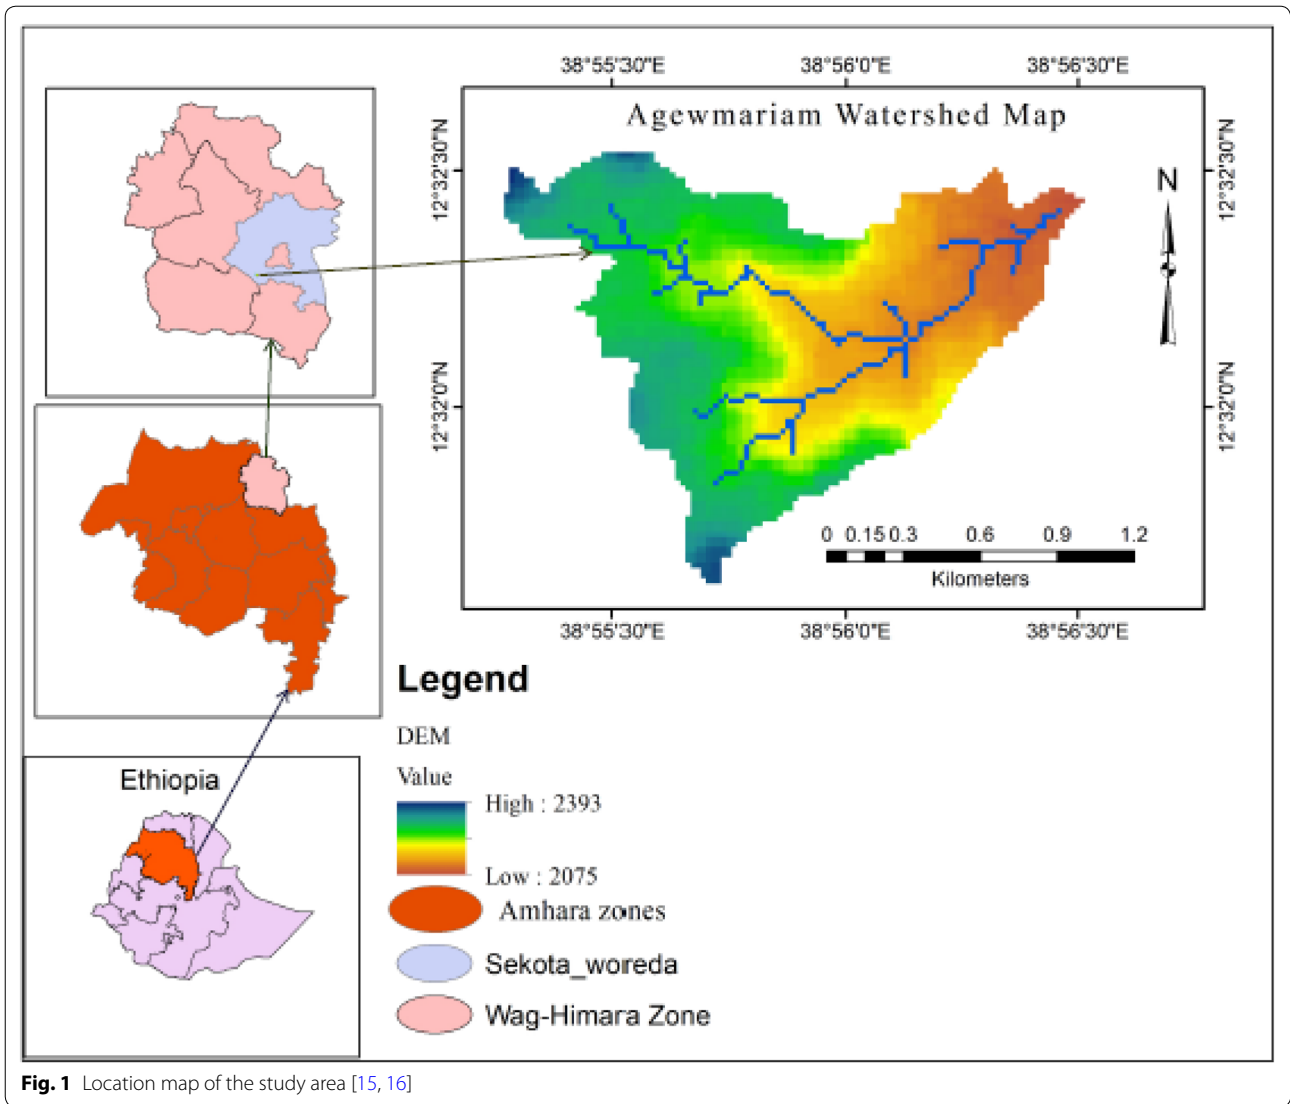 38°55'30"E 38°56'0"E 38°56'30"E
Agewmariam Watershed Map
12°32'30"N
12°32'30"N
N
12°32'0"N
12°32'0"N
0 0.15 0.3 0.6 0.9 1.2
Kilometers
38°55'30"E 38°56'0"E 38°56'30"E
Legend
DEM
Value
High : 2393
Low : 2075
Amhara zones
Sekota_woreda
Wag-Himara Zone
Ethiopia
Fig. 1 Location map of the study area [15, 16]